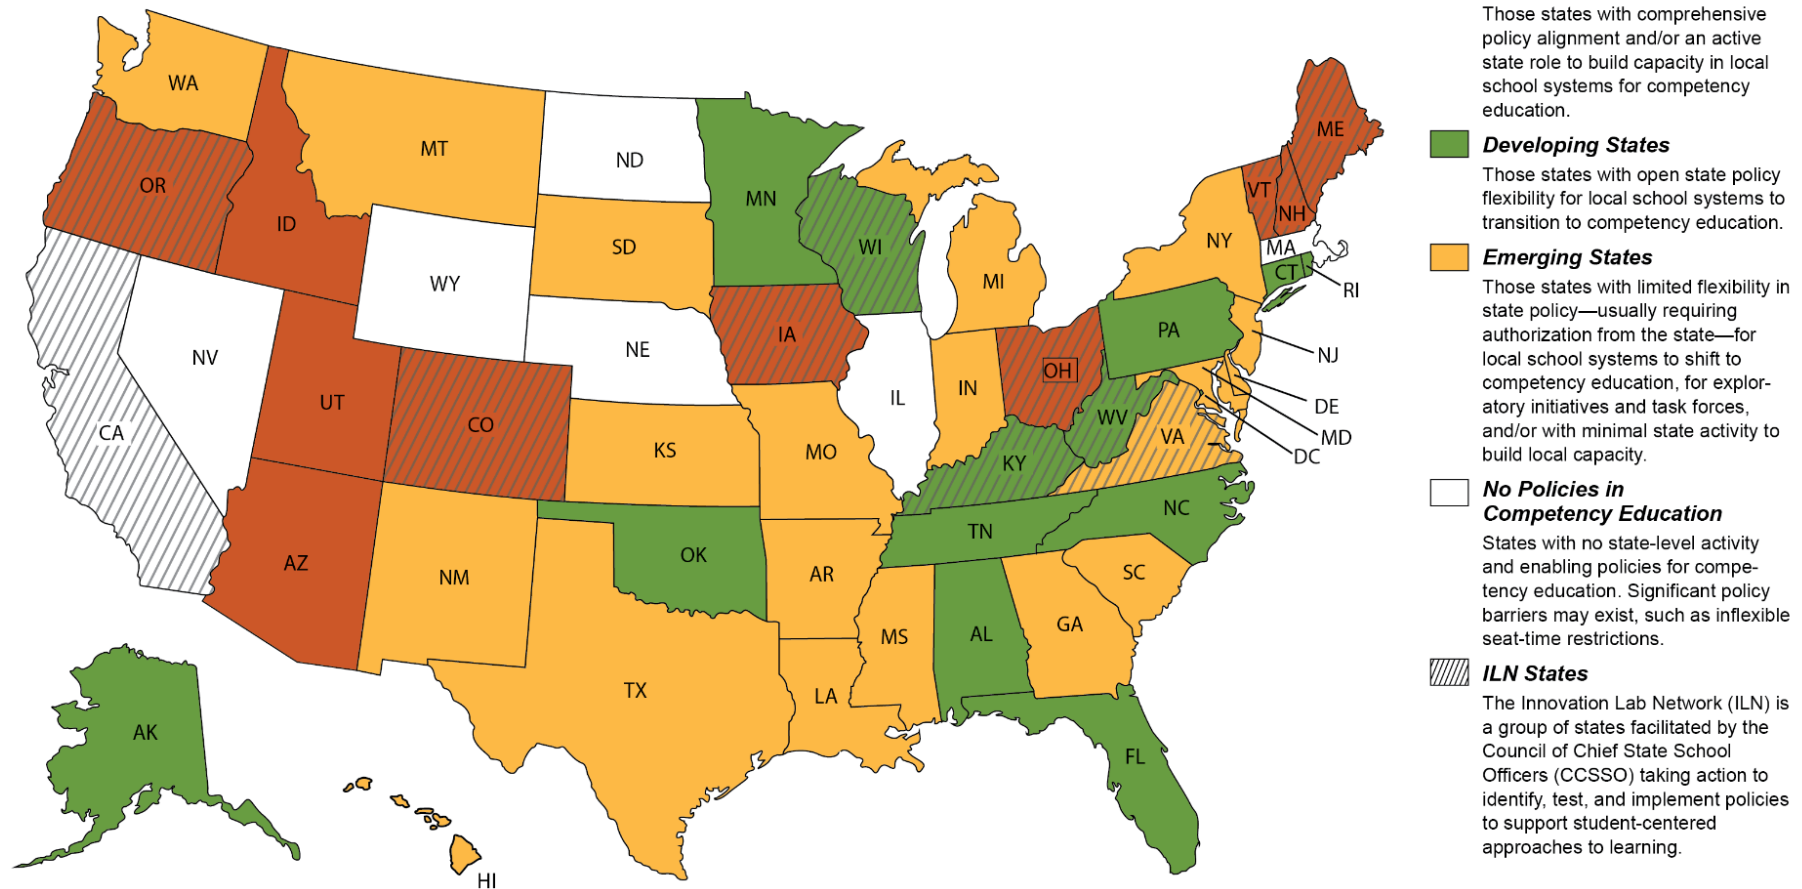 WA
OR
ID
MT
ND
MN
SD
WY
NV
CA
UT
CO
AZ
NM
NE
KS
OK
TX
IA
MO
AR
LA
WI
IL
MI
IN
OH
KY
TN
MS
AL
GA
FL
SC
NC
VA
WV
PA
NY
VT
NH
ME
MA
CT
RI
NJ
DE
MD
DC
AK
HI
Those states with comprehensive
policy alignment and/or an active
state role to build capacity in local
school systems for competency
education.
Developing States
Those states with open state policy
flexibility for local school systems to
transition to competency education.
Emerging States
Those states with limited flexibility in
state policy—usually requiring
authorization from the state—for
local school systems to shift to
competency education, for explor-
atory initiatives and task forces,
and/or with minimal state activity to
build local capacity.
No Policies in
Competency Education
States with no state-level activity
and enabling policies for compe-
tency education. Significant policy
barriers may exist, such as inflexible
seat-time restrictions.
ILN States
The Innovation Lab Network (ILN) is
a group of states facilitated by the
Council of Chief State School
Officers (CCSSO) taking action to
identify, test, and implement policies
to support student-centered
approaches to learning.